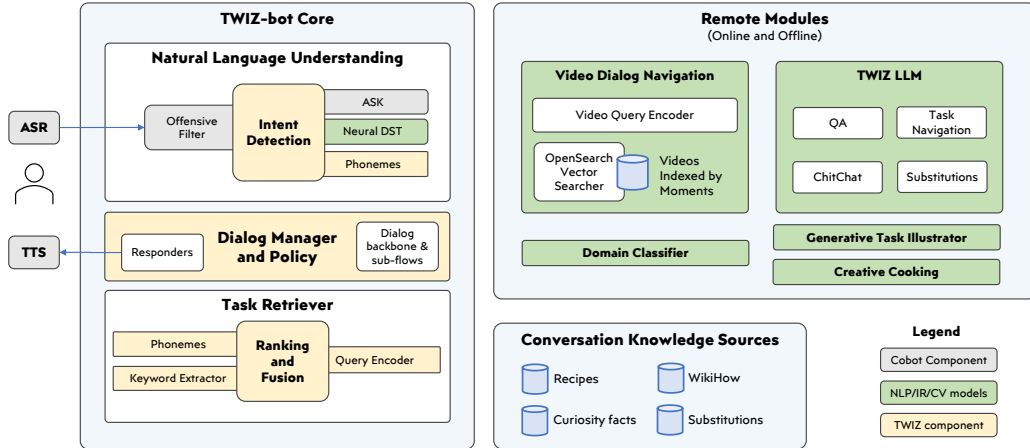 TWIZ-bot Core
Natural Language Understanding
ASR
Offensive
Filter
Intent
Detection
ASK
Neural DST
Phonemes
TTS
Responders
Dialog Manager
and Policy
Dialog
backbone &
sub-flows
Task Retriever
Phonemes
Keyword Extractor
Ranking
and
Fusion
Query Encoder
Remote Modules
(Online and Offline)
Video Dialog Navigation
Video Query Encoder
OpenSearch
Vector
Searcher
Videos
Indexed by
Moments
Domain Classifier
TWIZ LLM
QA
Task
Navigation
ChitChat
Substitutions
Generative Task Illustrator
Creative Cooking
Conversation Knowledge Sources
Recipes
WikiHow
Curiosity facts
Substitutions
Legend
Cobot Component
NLP/IR/CV models
TWIZ component